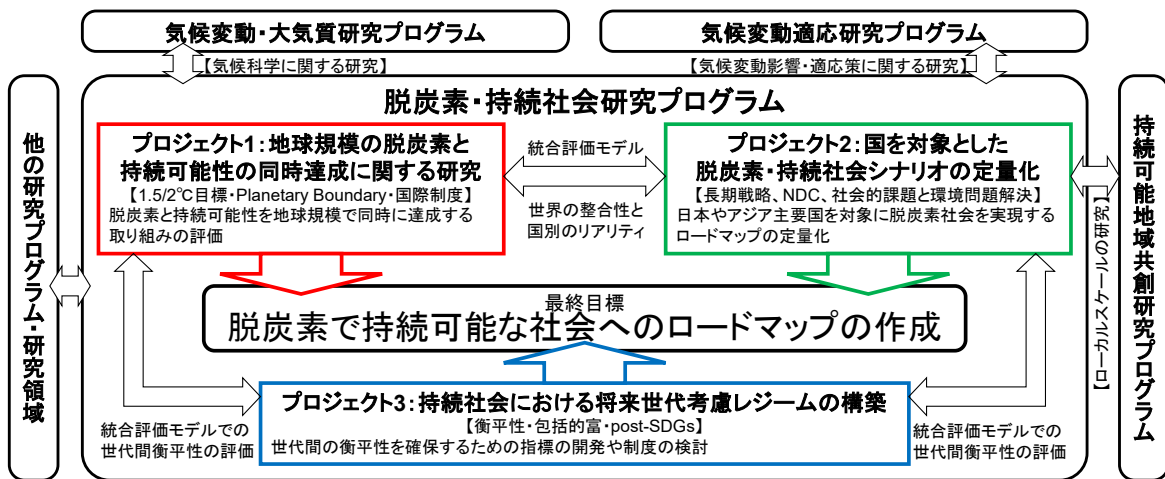 気候変動・大気質研究プログラム
気候変動適応研究プログラム
【気候科学に関する研究】
【気候変動影響・適応策に関する研究】
他の研究プログラム・研究領域
脱炭素・持続社会研究プログラム
プロジェクト1:地球規模の脱炭素と
持続可能性の同時達成に関する研究
【1.5/2℃目標・Planetary Boundary・国際制度】
脱炭素と持続可能性を地球規模で同時に達成する
取り組みの評価
統合評価モデル
世界の整合性と
国別のリアリティ
プロジェクト2:国を対象とした
脱炭素・持続社会シナリオの定量化
【長期戦略、NDC、社会的課題と環境問題解決】
日本やアジア主要国を対象に脱炭素社会を実現する
ロードマップの定量化
持続可能地域共創研究プログラム
【ローカルスケールの研究】
最終目標
脱炭素で持続可能な社会へのロードマップの作成
プロジェクト3:持続社会における将来世代考慮レジームの構築
【衡平性・包括的富・post-SDGs】
世代間の衡平性を確保するための指標の開発や制度の検討
統合評価モデルでの
世代間衡平性の評価
統合評価モデルでの
世代間衡平性の評価